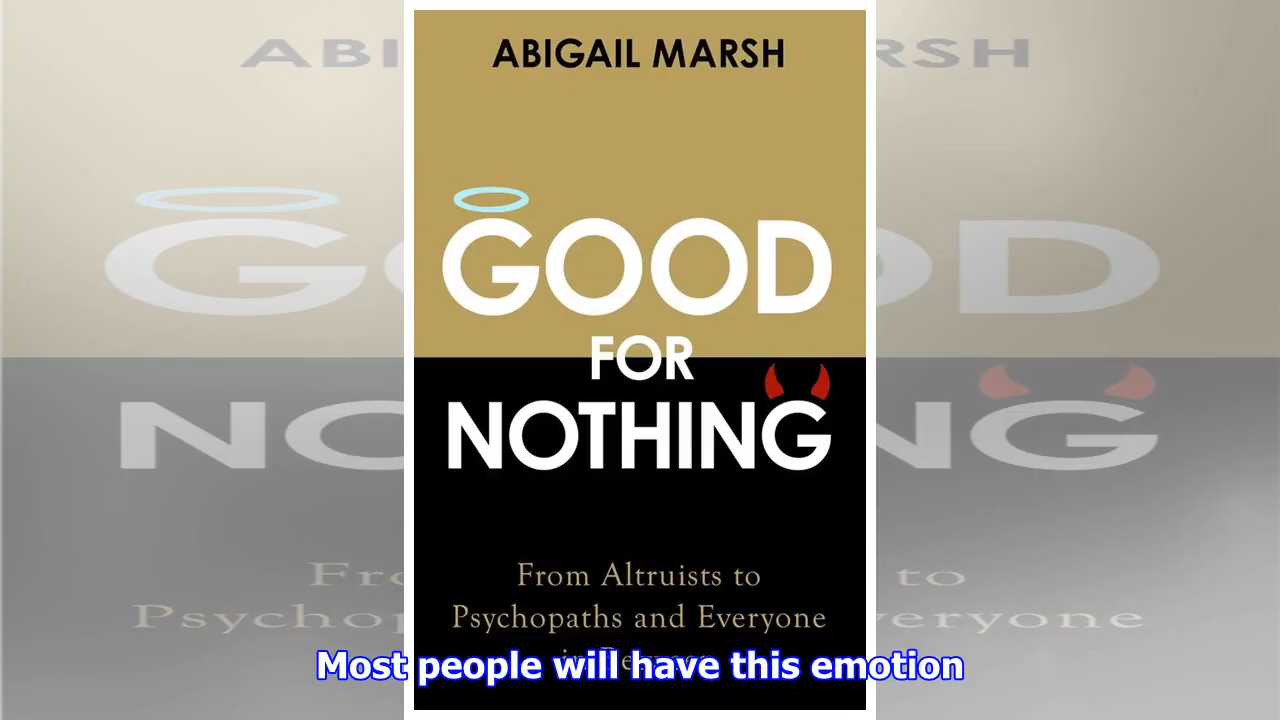 ABIGAIL MARSH
GOOD
FOR
NOTHING
From Altruists to
Psychopaths and Everyone
Most people will have this emotion